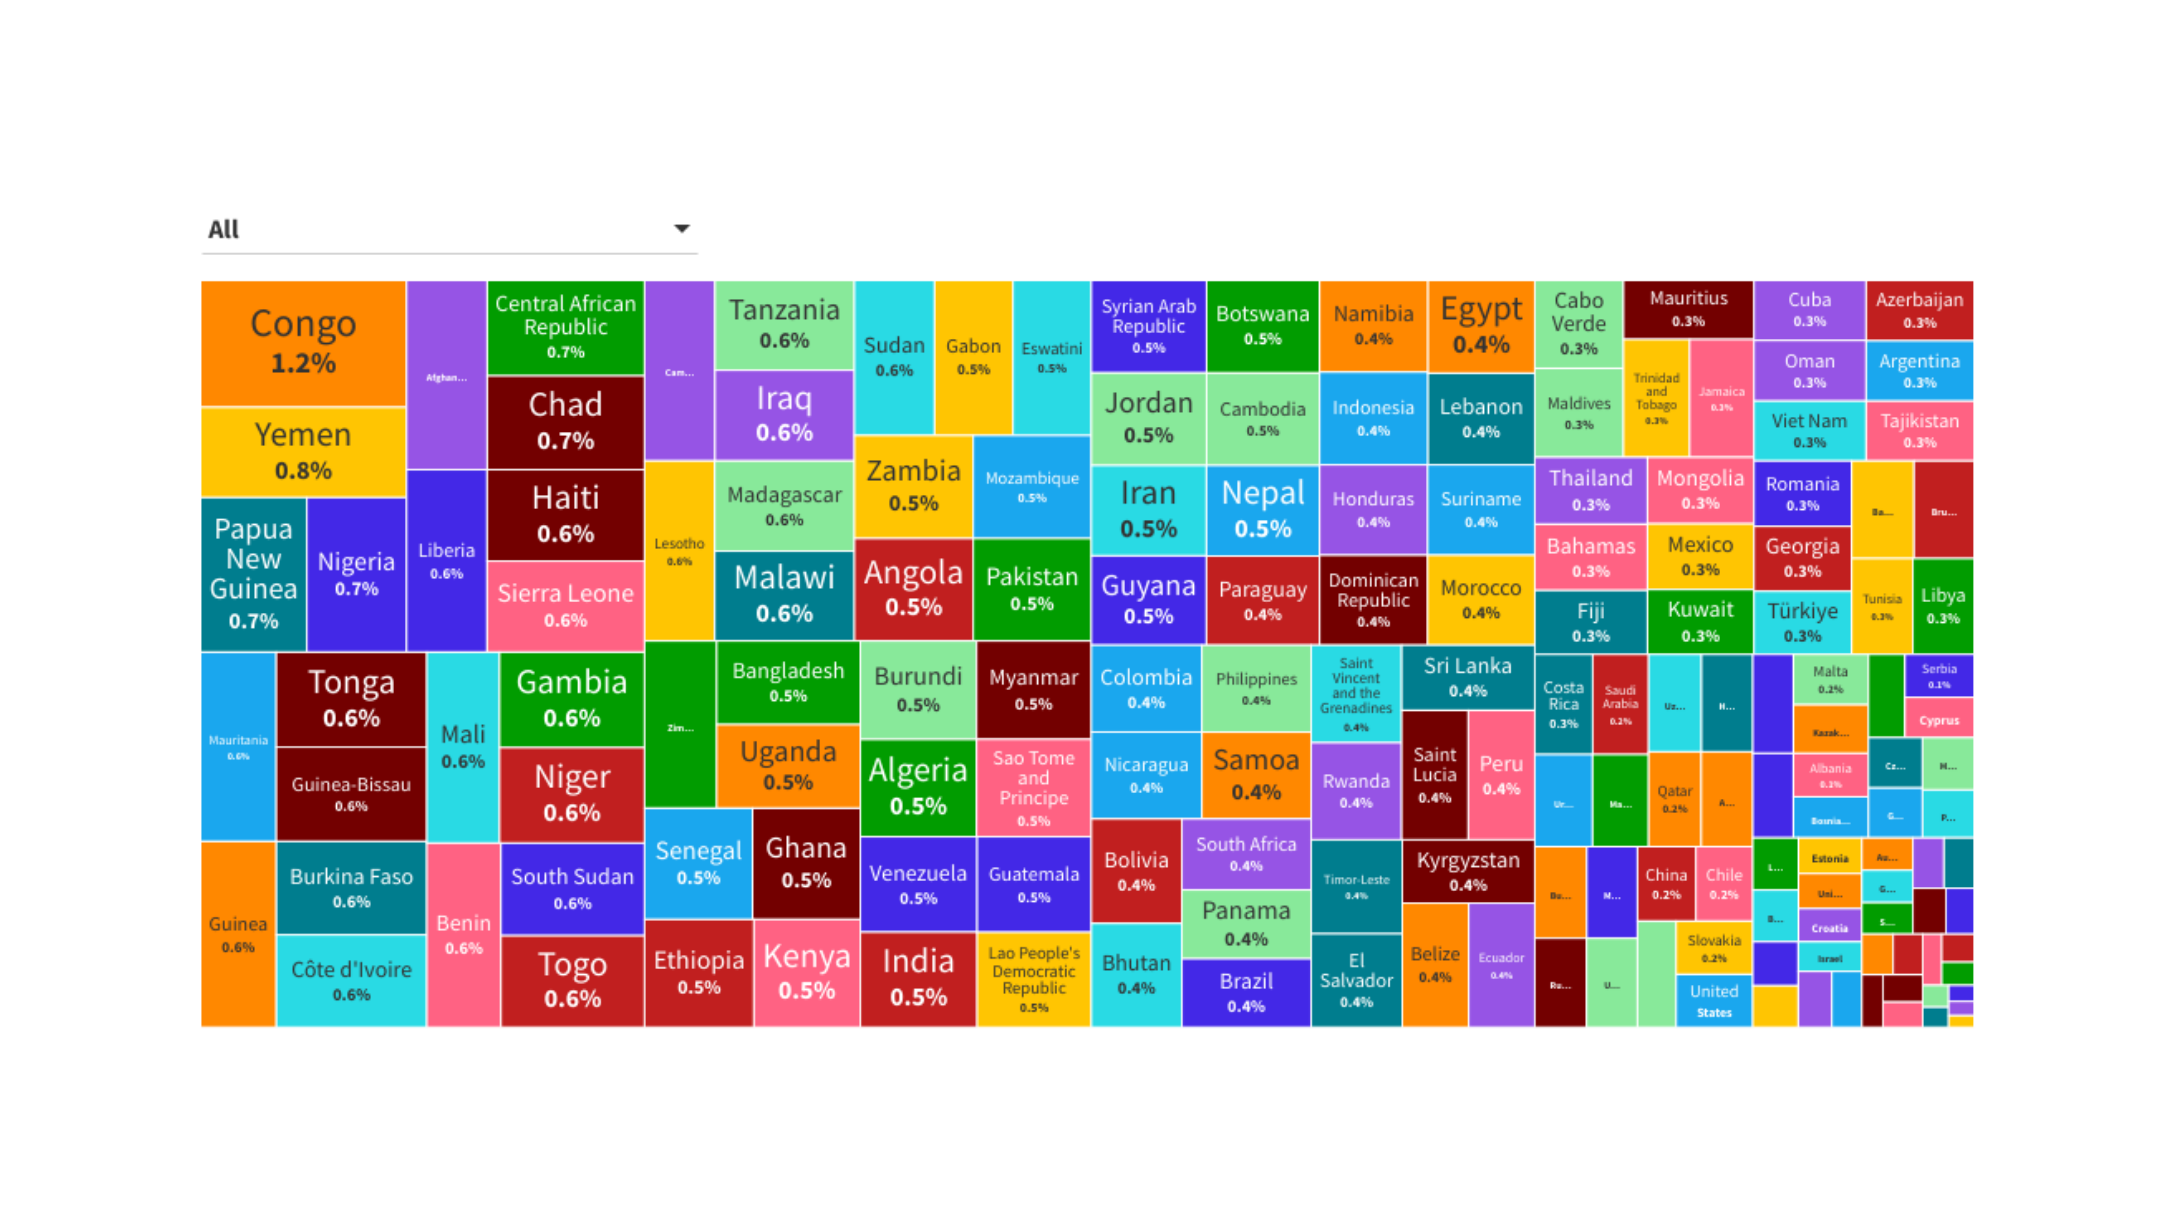 All
Congo
1.2%
Yemen
0.8%
Papua
New
Guinea
0.7%
Nigeria
0.7%
Afghan...
Liberia
0.6%
Central African
Republic
0.7%
Chad
0.7%
Haiti
0.6%
Sierra Leone
0.6%
Mauritania
0.6%
Guinea
0.6%
Tonga
0.6%
Guinea-Bissau
0.6%
Burkina Faso
0.6%
Côte d'Ivoire
0.6%
Mali
0.6%
Benin
0.6%
Gambia
0.6%
Niger
0.6%
South Sudan
0.6%
Togo
0.6%
Cam...
Lesotho
0.6%
Tanzania
0.6%
Iraq
0.6%
Madagascar
0.6%
Malawi
0.6%
Sudan
0.6%
Gabon
0.5%
Eswatini
0.5%
Zambia
0.5%
Mozambique
0.5%
Angola
0.5%
Pakistan
0.5%
Zim...
Bangladesh
0.5%
Uganda
0.5%
Senegal
0.5%
Ghana
0.5%
Ethiopia
0.5%
Kenya
0.5%
Burundi
0.5%
Myanmar
0.5%
Algeria
0.5%
Sao Tome
and
Principe
0.5%
Venezuela
0.5%
Guatemala
0.5%
India
0.5%
Lao People's
Democratic
Republic
0.5%
Syrian Arab
Republic
0.5%
Botswana
0.5%
Namibia
0.4%
Egypt
0.4%
Jordan
0.5%
Cambodia
0.5%
Indonesia
0.4%
Lebanon
0.4%
Iran
0.5%
Nepal
0.5%
Honduras
0.4%
Suriname
0.4%
Guyana
0.5%
Paraguay
0.4%
Dominican
Republic
0.4%
Morocco
0.4%
Colombia
0.4%
Philippines
0.4%
Nicaragua
0.4%
Samoa
0.4%
Bolivia
0.4%
South Africa
0.4%
Panama
0.4%
Bhutan
0.4%
Brazil
0.4%
Saint
Vincent
and the
Grenadines
0.4%
Rwanda
0.4%
Timor-Leste
0.4%
El
Salvador
0.4%
Sri Lanka
0.4%
Saint
Lucia
0.4%
Peru
0.4%
Kyrgyzstan
0.4%
Belize
0.4%
Ecuador
0.4%
Cabo
Verde
0.3%
Maldives
0.3%
Mauritius
0.3%
Trinidad
and
Tobago
0.3%
Jamaica
0.3%
Cuba
0.3%
Azerbaijan
0.3%
Oman
0.3%
Argentina
0.3%
Viet Nam
0.3%
Tajikistan
0.3%
Thailand
0.3%
Mongolia
0.3%
Bahamas
0.3%
Mexico
0.3%
Fiji
0.3%
Kuwait
0.3%
Romania
0.3%
Georgia
0.3%
Türkiye
0.3%
Ba...
Bru...
Tunisia
0.3%
Libya
0.3%
Costa
Rica
0.3%
Saudi
Arabia
0.2%
Uz...
H...
Ur...
Ma...
Qatar
0.2%
A...
Malta
0.2%
Kazak...
Albania
Bosnia...
Serbia
0.1%
Cyprus
Cz...
H...
G...
P...
Bu...
M...
China
0.2%
Chile
0.2%
Ru...
U...
Slovakia
0.2%
United
States
L...
B...
Estonia
Uni...
Croatia
Israel
Au...
G...
S...